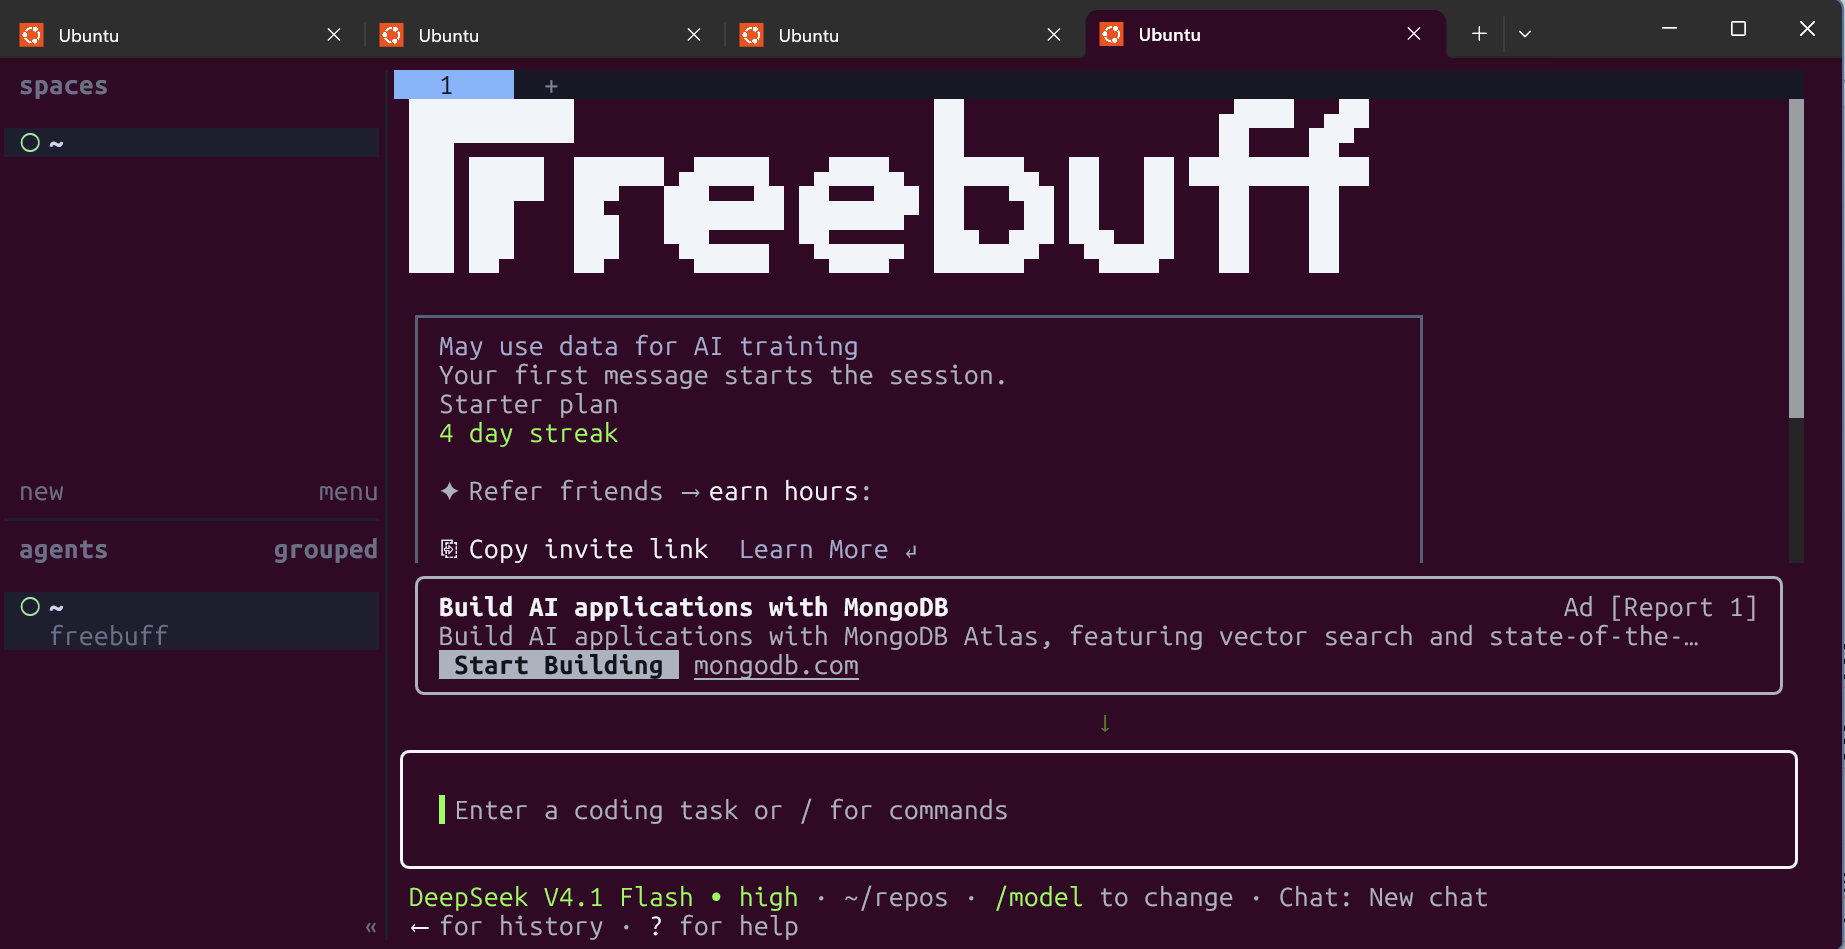 Ubuntu
Ubuntu
Ubuntu
Ubuntu
spaces
~
new menu
agents grouped
~
freebuff
«
1 +
Freebuff
May use data for AI training
Your first message starts the session.
Starter plan
4 day streak
✦ Refer friends → earn hours:
Copy invite link Learn More ↲
Build AI applications with MongoDB Ad [Report 1]
Build AI applications with MongoDB Atlas, featuring vector search and state-of-the-…
Start Building mongodb.com
↓
Enter a coding task or / for commands
DeepSeek V4.1 Flash • high · ~/repos · /model to change · Chat: New chat
← for history · ? for help